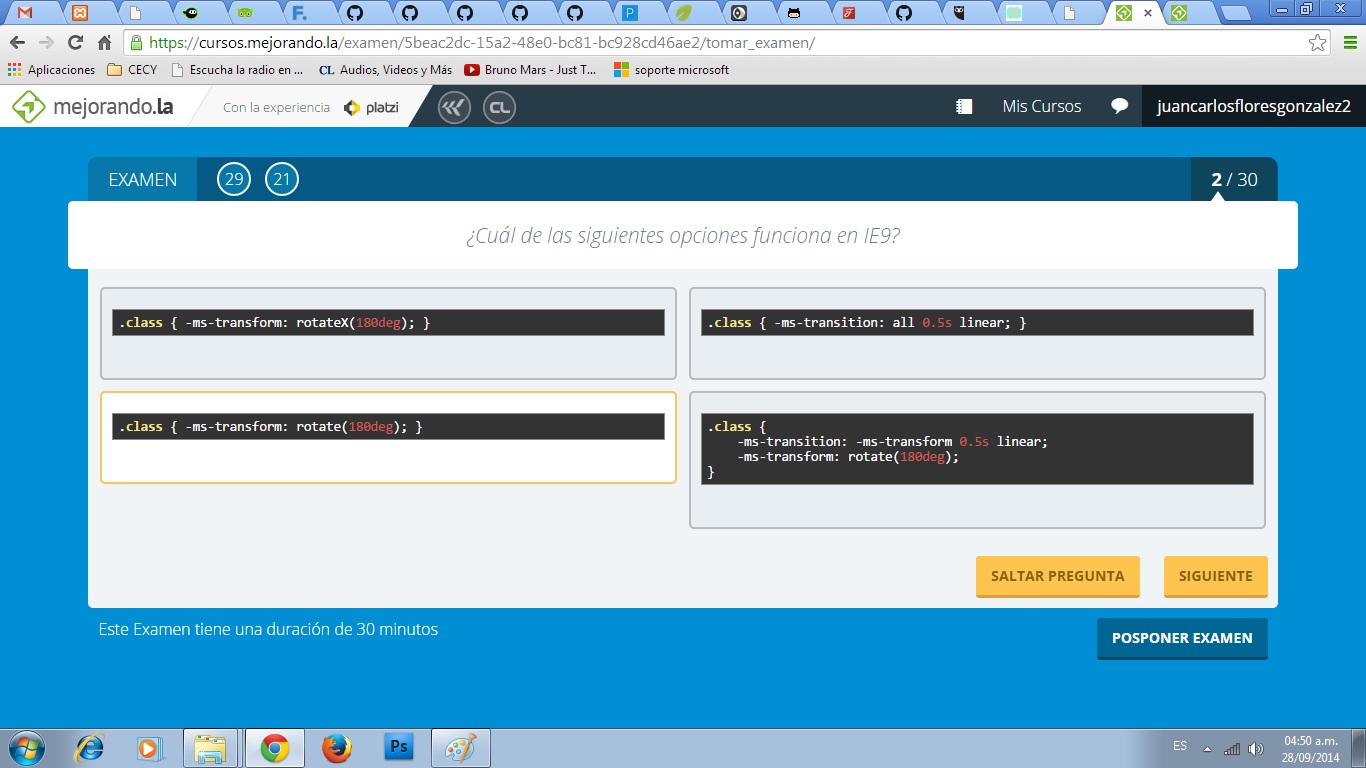 https://cursos.mejorando.la/examen/5beac2dc-15a2-48e0-bc81-bc928cd46ae2/tomar_examen/
Aplicaciones CECY Escucha la radio en ... CL Audios, Videos y Más Bruno Mars - Just T... soporte microsoft
mejorando.la Con la experiencia platzi CL Mis Cursos juancarlosfloresgonzalez2
EXAMEN 29 21 2 / 30
¿Cuál de las siguientes opciones funciona en IE9?
.class { -ms-transform: rotateX(180deg); }
.class { -ms-transition: all 0.5s linear; }
.class { -ms-transform: rotate(180deg); }
.class {
-ms-transition: -ms-transform 0.5s linear;
-ms-transform: rotate(180deg);
}
SALTAR PREGUNTA SIGUIENTE
Este Examen tiene una duración de 30 minutos
POSPONER EXAMEN
Ps ES 04:50 a.m.
28/09/2014